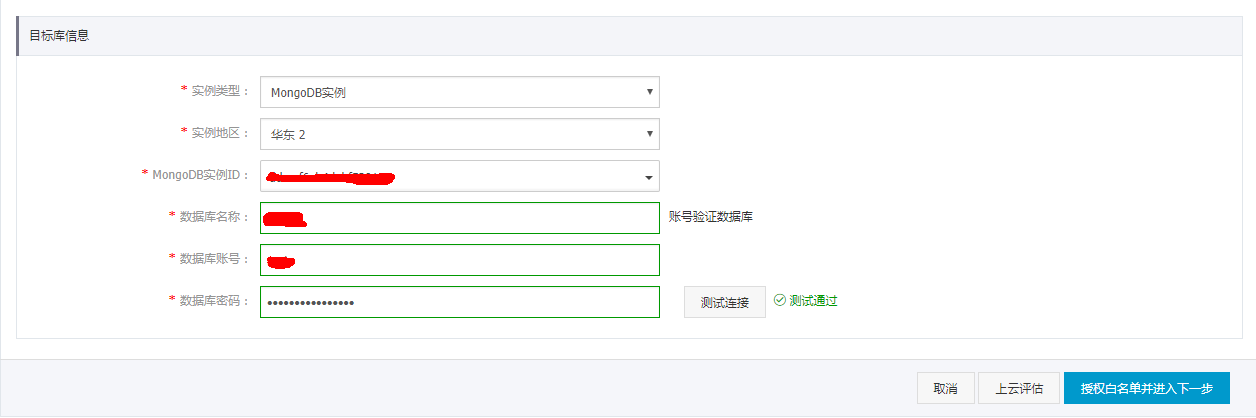 目标库信息
* 实例类型： MongoDB实例
* 实例地区： 华东 2
* MongoDB实例ID：
* 数据库名称： 账号验证数据库
* 数据库账号：
* 数据库密码： •••••••••••••••• 测试连接 测试通过
取消 上云评估 授权白名单并进入下一步